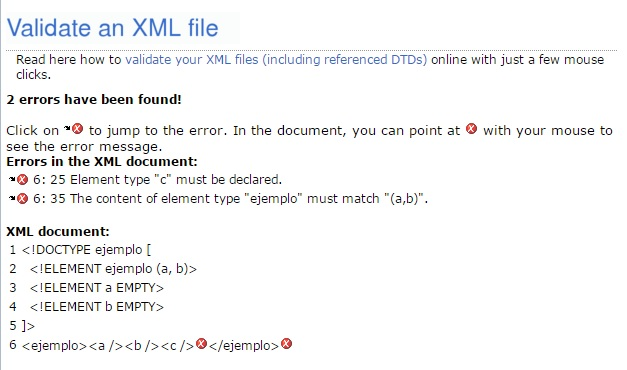 Validate an XML file
Read here how to validate your XML files (including referenced DTDs) online with just a few mouse
clicks.
2 errors have been found!
Click on to jump to the error. In the document, you can point at with your mouse to
see the error message.
Errors in the XML document:
6: 25 Element type "c" must be declared.
6: 35 The content of element type "ejemplo" must match "(a,b)".
XML document:
1 <!DOCTYPE ejemplo [
2 <!ELEMENT ejemplo (a, b)>
3 <!ELEMENT a EMPTY>
4 <!ELEMENT b EMPTY>
5 ]>
6 <ejemplo><a /><b /><c /></ejemplo>